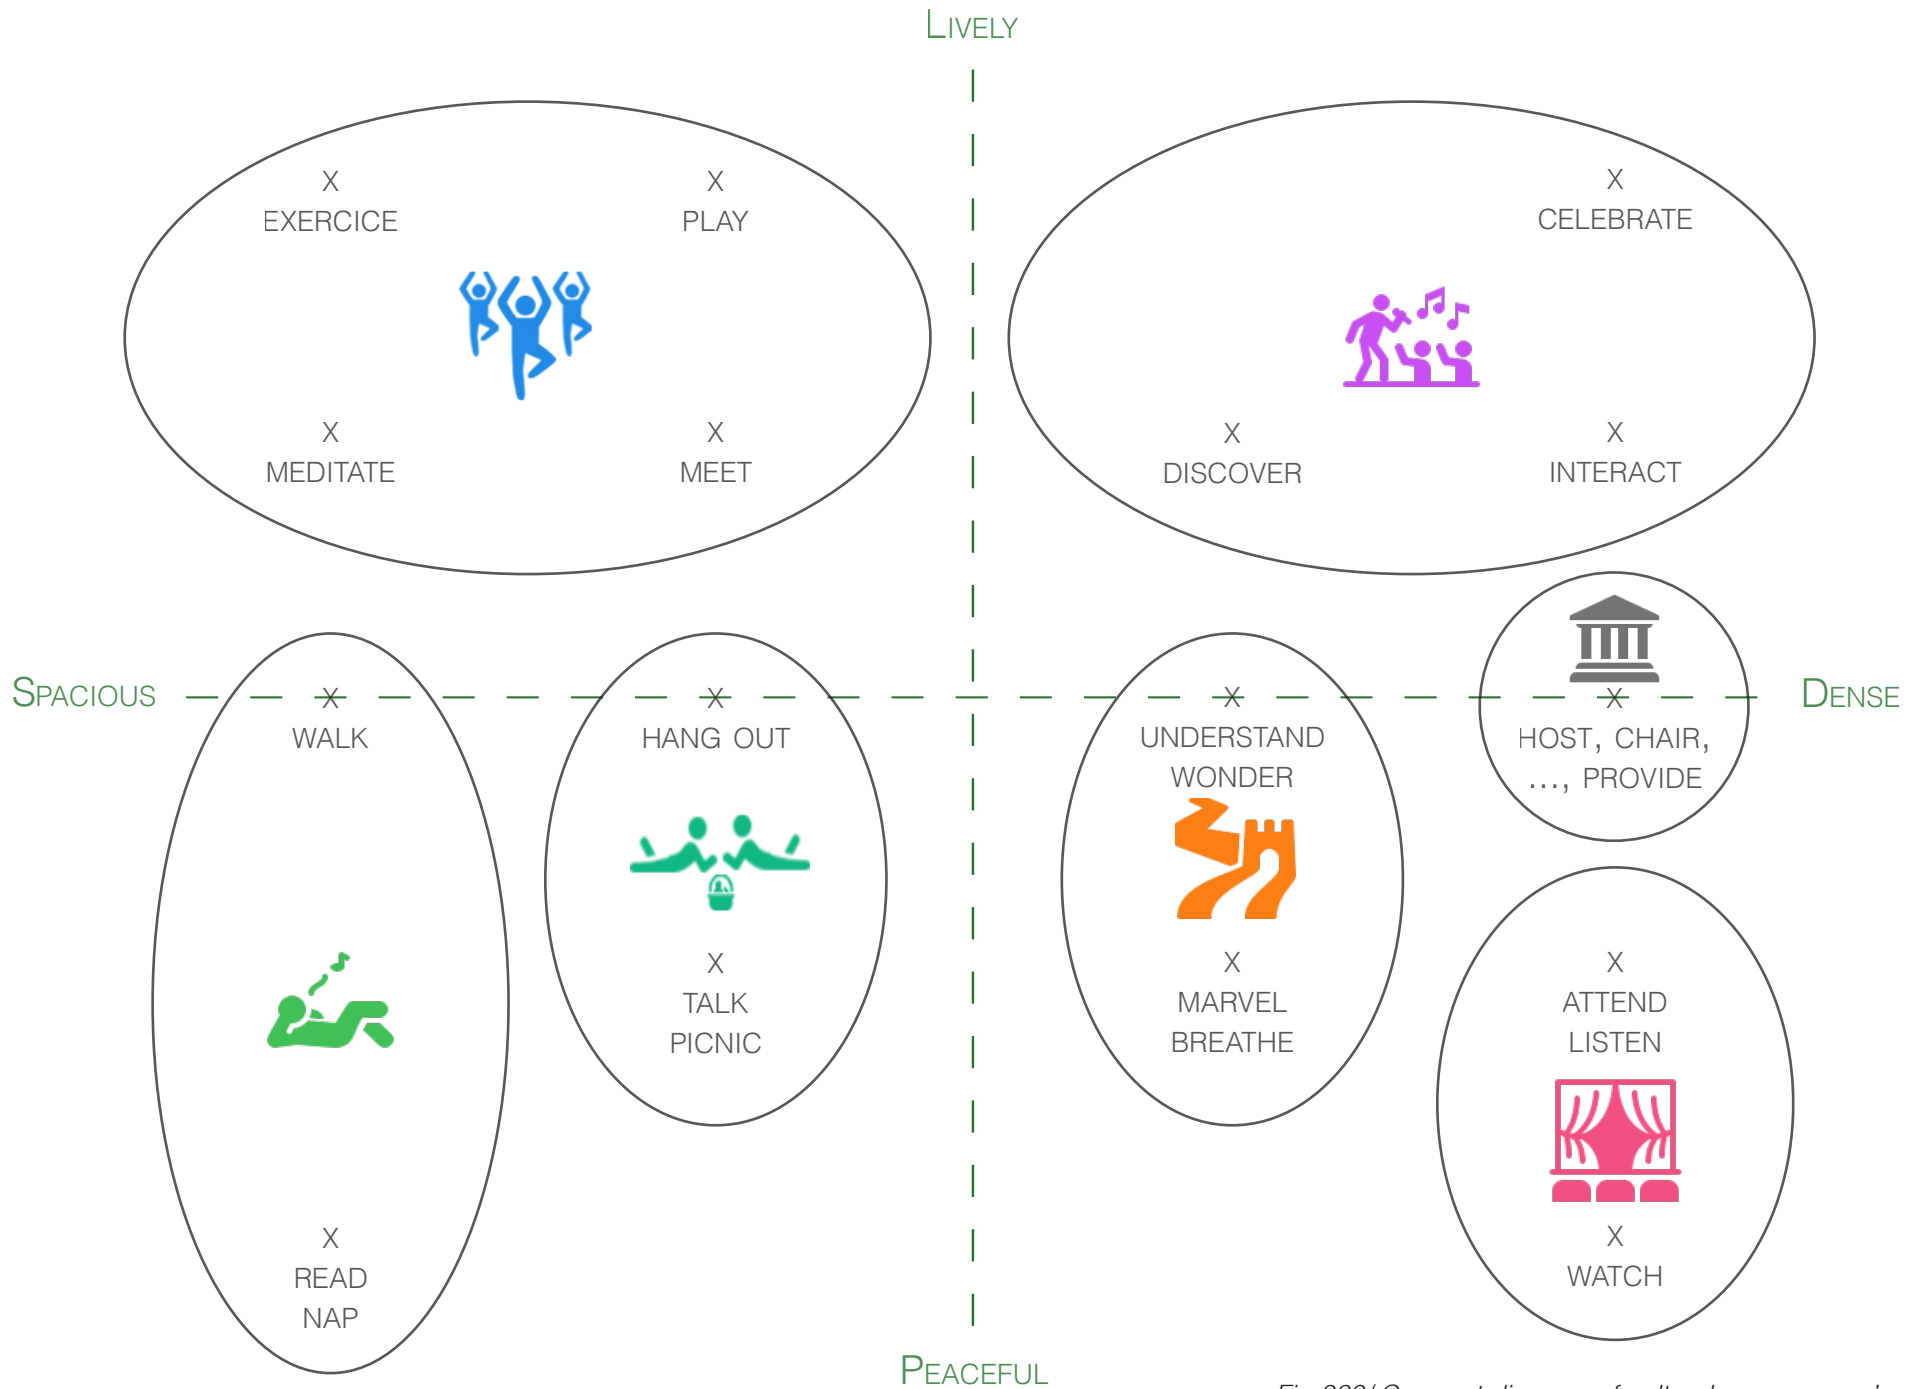 LIVELY
X
EXERCICE
X
PLAY
X
CELEBRATE
X
MEDITATE
X
MEET
X
DISCOVER
X
INTERACT
SPACIOUS
DENSE
X
WALK
X
HANG OUT
X
UNDERSTAND
WONDER
X
HOST, CHAIR,
..., PROVIDE
X
TALK
PICNIC
X
MARVEL
BREATHE
X
ATTEND
LISTEN
X
READ
NAP
X
WATCH
PEACEFUL